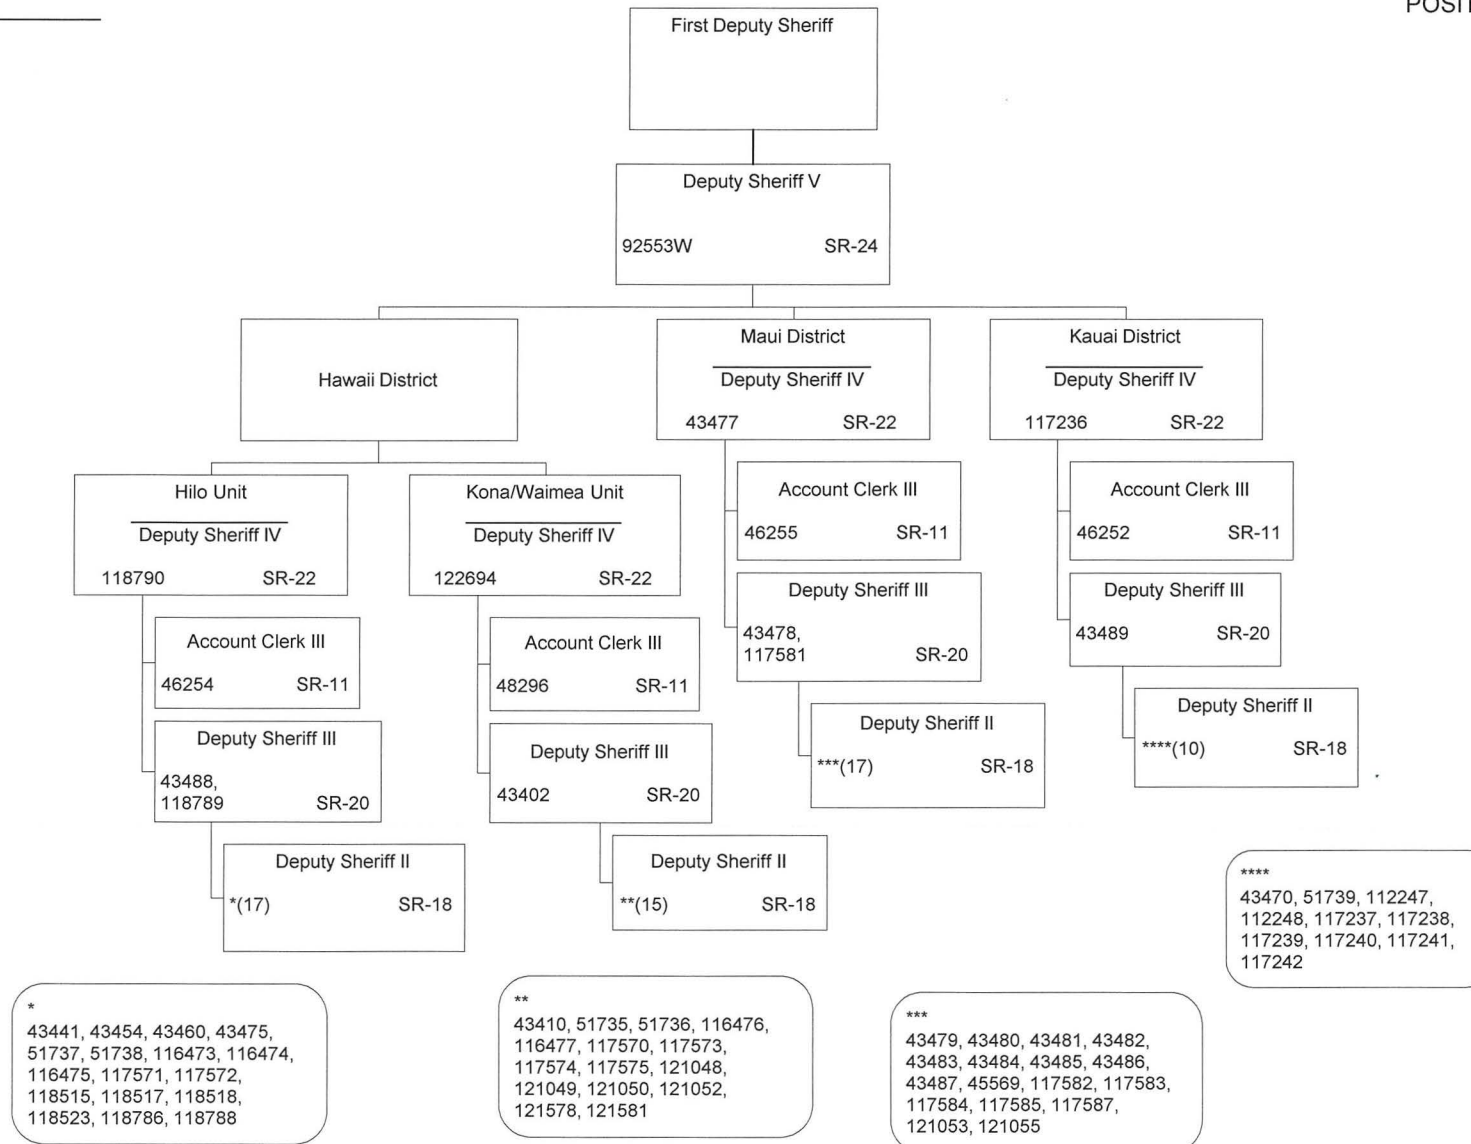 POSIT
First Deputy Sheriff
Deputy Sheriff V
92553W SR-24
Hawaii District
Maui District
Deputy Sheriff IV
43477 SR-22
Kauai District
Deputy Sheriff IV
117236 SR-22
Hilo Unit
Deputy Sheriff IV
118790 SR-22
Kona/Waimea Unit
Deputy Sheriff IV
122694 SR-22
Account Clerk III
46255 SR-11
Account Clerk III
46252 SR-11
Deputy Sheriff III
43478,
117581 SR-20
Deputy Sheriff III
43489 SR-20
Account Clerk III
46254 SR-11
Account Clerk III
48296 SR-11
Deputy Sheriff II
***(17) SR-18
Deputy Sheriff II
****(10) SR-18
Deputy Sheriff III
43488,
118789 SR-20
Deputy Sheriff III
43402 SR-20
Deputy Sheriff II
*(17) SR-18
Deputy Sheriff II
**(15) SR-18
****
43470, 51739, 112247,
112248, 117237, 117238,
117239, 117240, 117241,
117242
*
43441, 43454, 43460, 43475,
51737, 51738, 116473, 116474,
116475, 117571, 117572,
118515, 118517, 118518,
118523, 118786, 118788
**
43410, 51735, 51736, 116476,
116477, 117570, 117573,
117574, 117575, 121048,
121049, 121050, 121052,
121578, 121581
***
43479, 43480, 43481, 43482,
43483, 43484, 43485, 43486,
43487, 45569, 117582, 117583,
117584, 117585, 117587,
121053, 121055